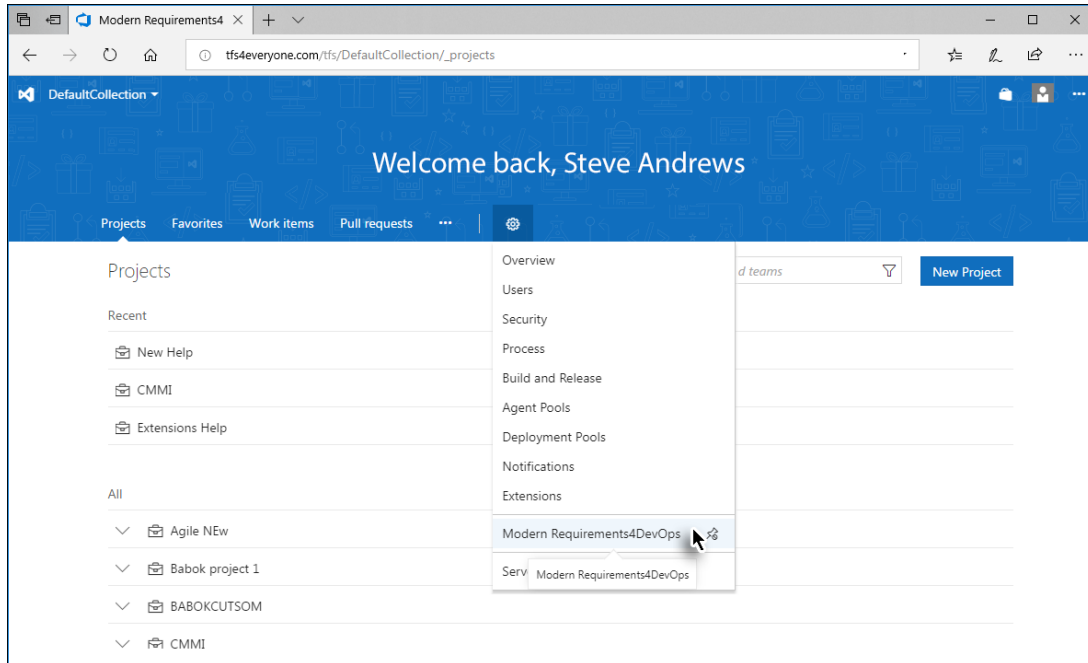 Modern Requirements4
tfs4everyone.com/tfs/DefaultCollection/_projects
DefaultCollection
Welcome back, Steve Andrews
Projects Favorites Work items Pull requests
Projects
d teams
New Project
Recent
New Help
CMMI
Extensions Help
All
Agile NEw
Babok project 1
BABOKCUTSOM
CMMI
Overview
Users
Security
Process
Build and Release
Agent Pools
Deployment Pools
Notifications
Extensions
Modern Requirements4DevOps
Serv
Modern Requirements4DevOps